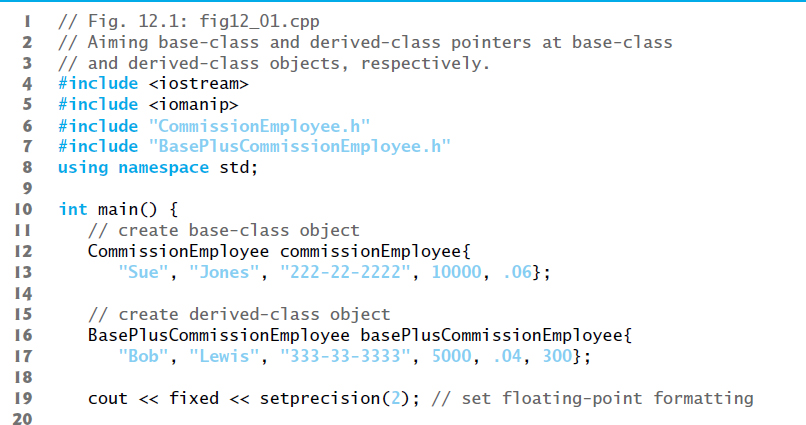 1 // Fig. 12.1: fig12_01.cpp
2 // Aiming base-class and derived-class pointers at base-class
3 // and derived-class objects, respectively.
4 #include <iostream>
5 #include <iomanip>
6 #include "CommissionEmployee.h"
7 #include "BasePlusCommissionEmployee.h"
8 using namespace std;
9
10 int main() {
11    // create base-class object
12    CommissionEmployee commissionEmployee{
13       "Sue", "Jones", "222-22-2222", 10000, .06};
14
15    // create derived-class object
16    BasePlusCommissionEmployee basePlusCommissionEmployee{
17       "Bob", "Lewis", "333-33-3333", 5000, .04, 300};
18
19    cout << fixed << setprecision(2); // set floating-point formatting
20